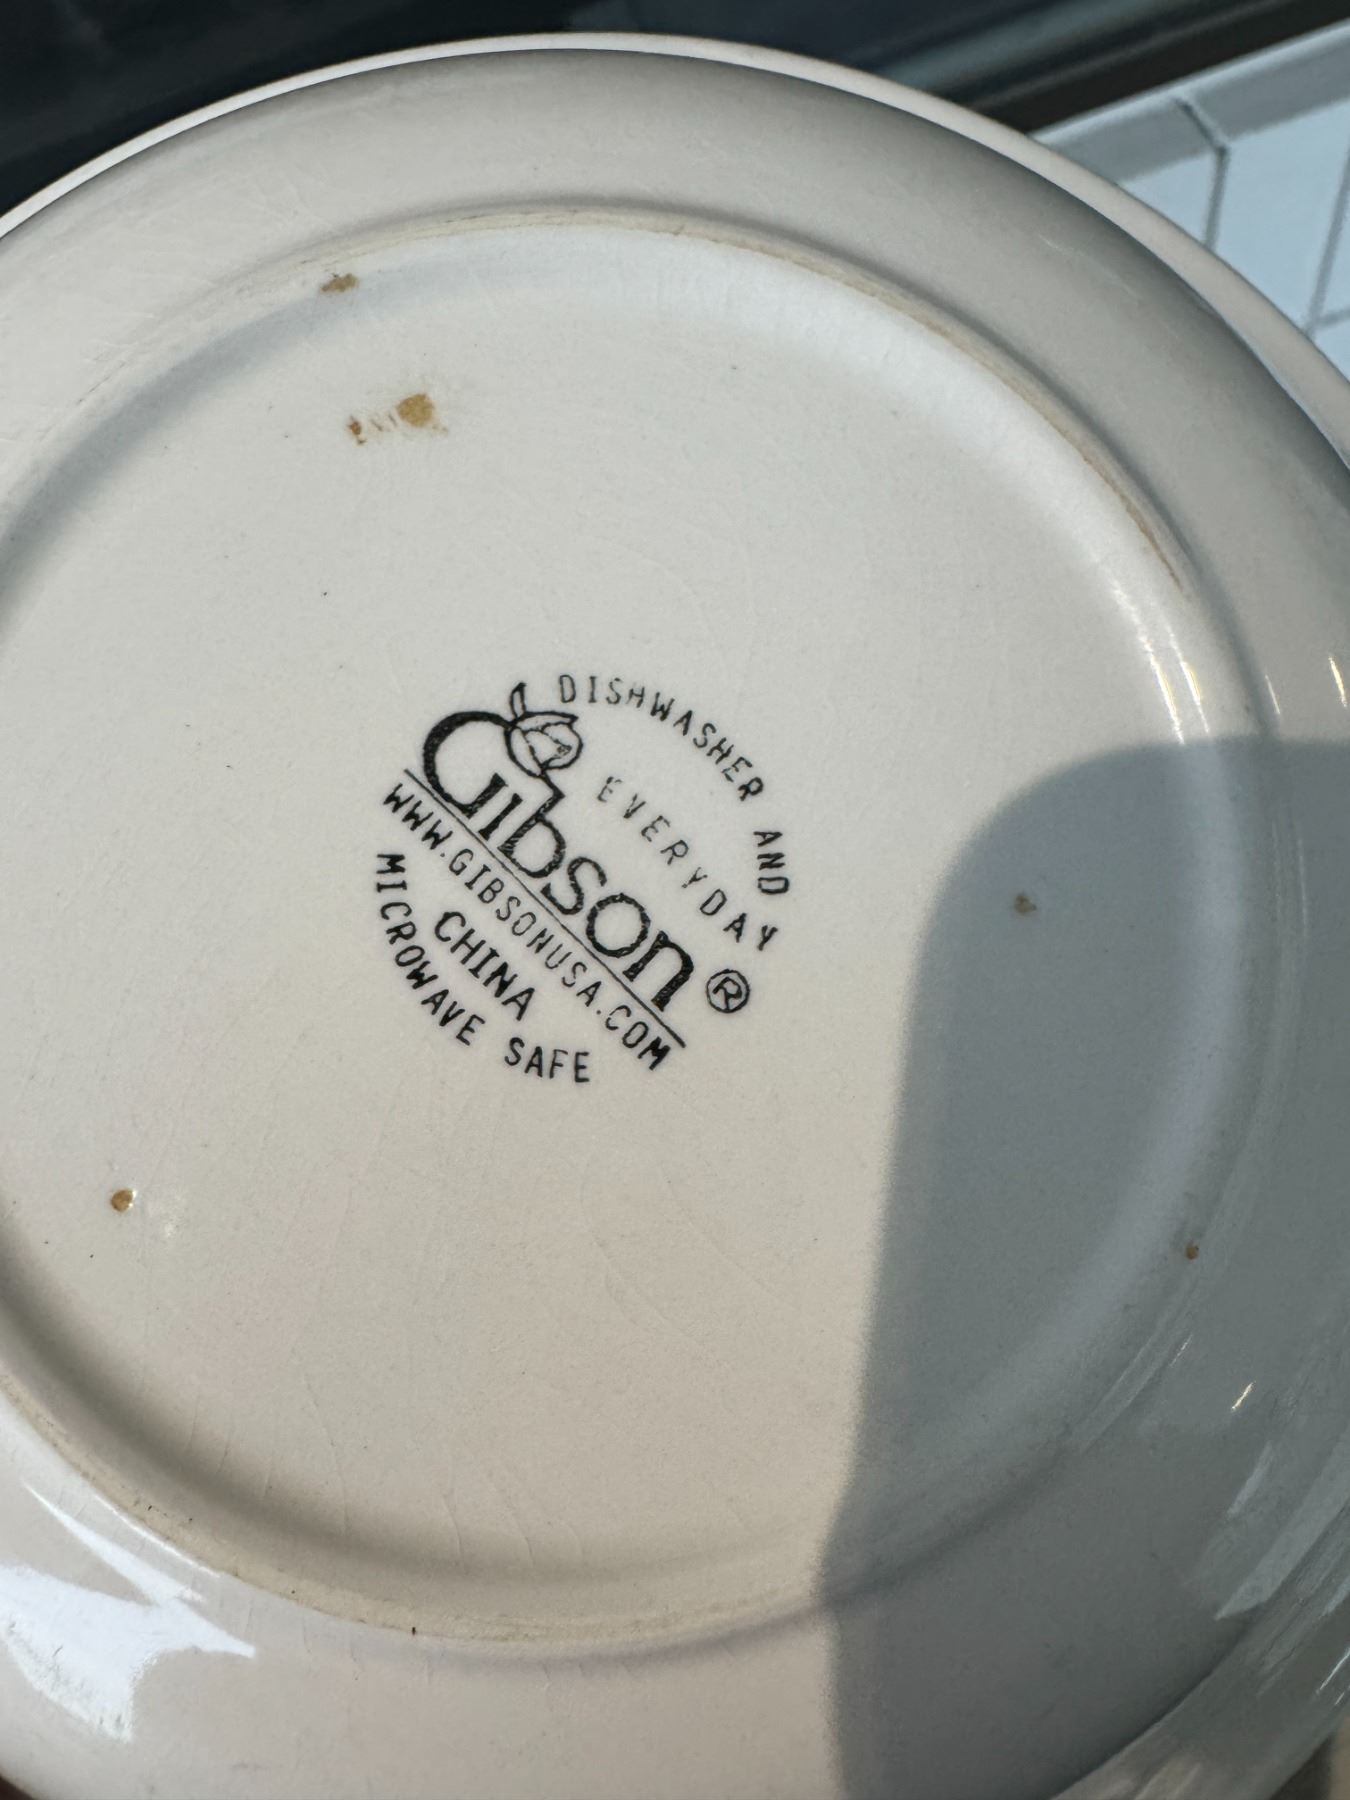 DISHWASHER AND
EVERYDAY
Gibson®
WWW.GIBSONUSA.COM
CHINA
MICROWAVE SAFE